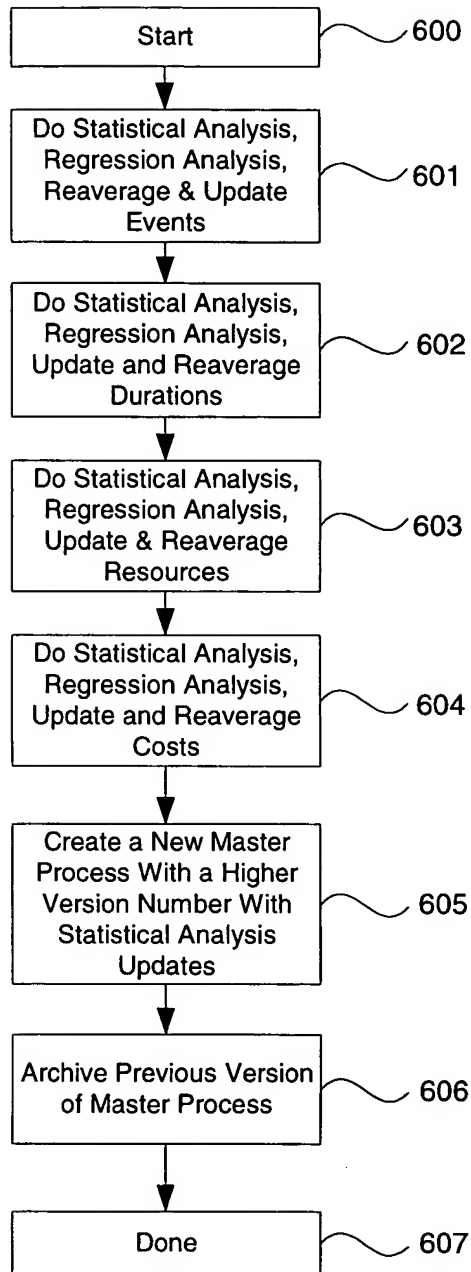 Start
600
Do Statistical Analysis,
Regression Analysis,
Reaverage & Update
Events
601
Do Statistical Analysis,
Regression Analysis,
Update and Reaverage
Durations
602
Do Statistical Analysis,
Regression Analysis,
Update & Reaverage
Resources
603
Do Statistical Analysis,
Regression Analysis,
Update and Reaverage
Costs
604
Create a New Master
Process With a Higher
Version Number With
Statistical Analysis
Updates
605
Archive Previous Version
of Master Process
606
Done
607